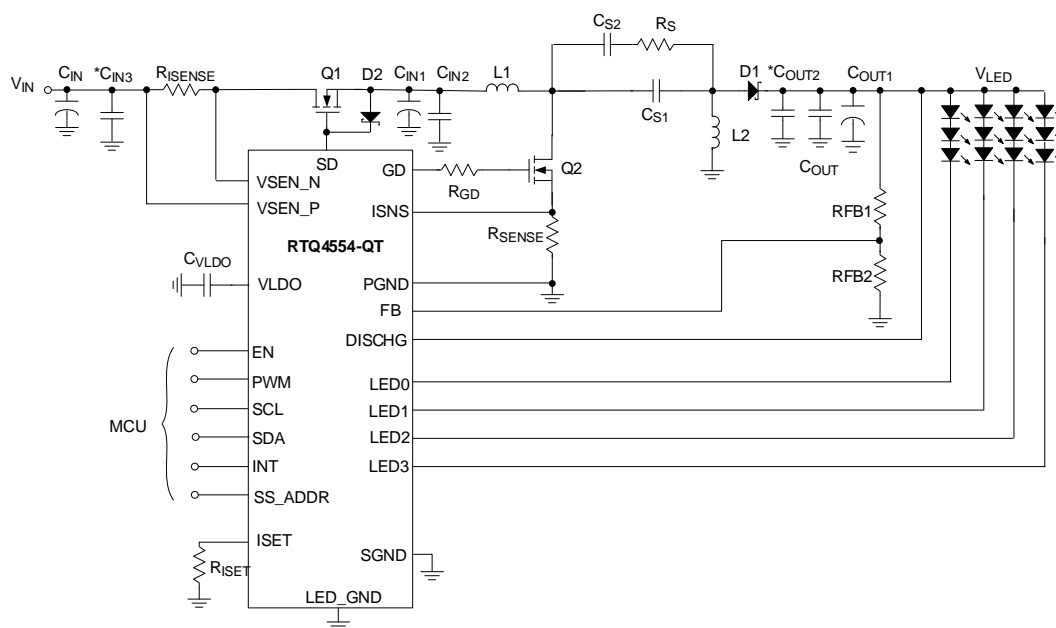 CS2 RS
VIN CIN *CIN3 RISENSE Q1 D2 CIN1 CIN2 L1 D1 *COUT2 COUT1 VLED
CS1
L2
COUT
SD
GD
RGD
Q2
VSEN_N
VSEN_P
ISNS
RSENSE
RFB1
RTQ4554-QT
CVLDO
VLDO
PGND
RFB2
FB
DISCHG
EN
PWM
LED0
SCL
LED1
MCU
SDA
LED2
INT
LED3
SS_ADDR
ISET
SGND
RISET
LED_GND